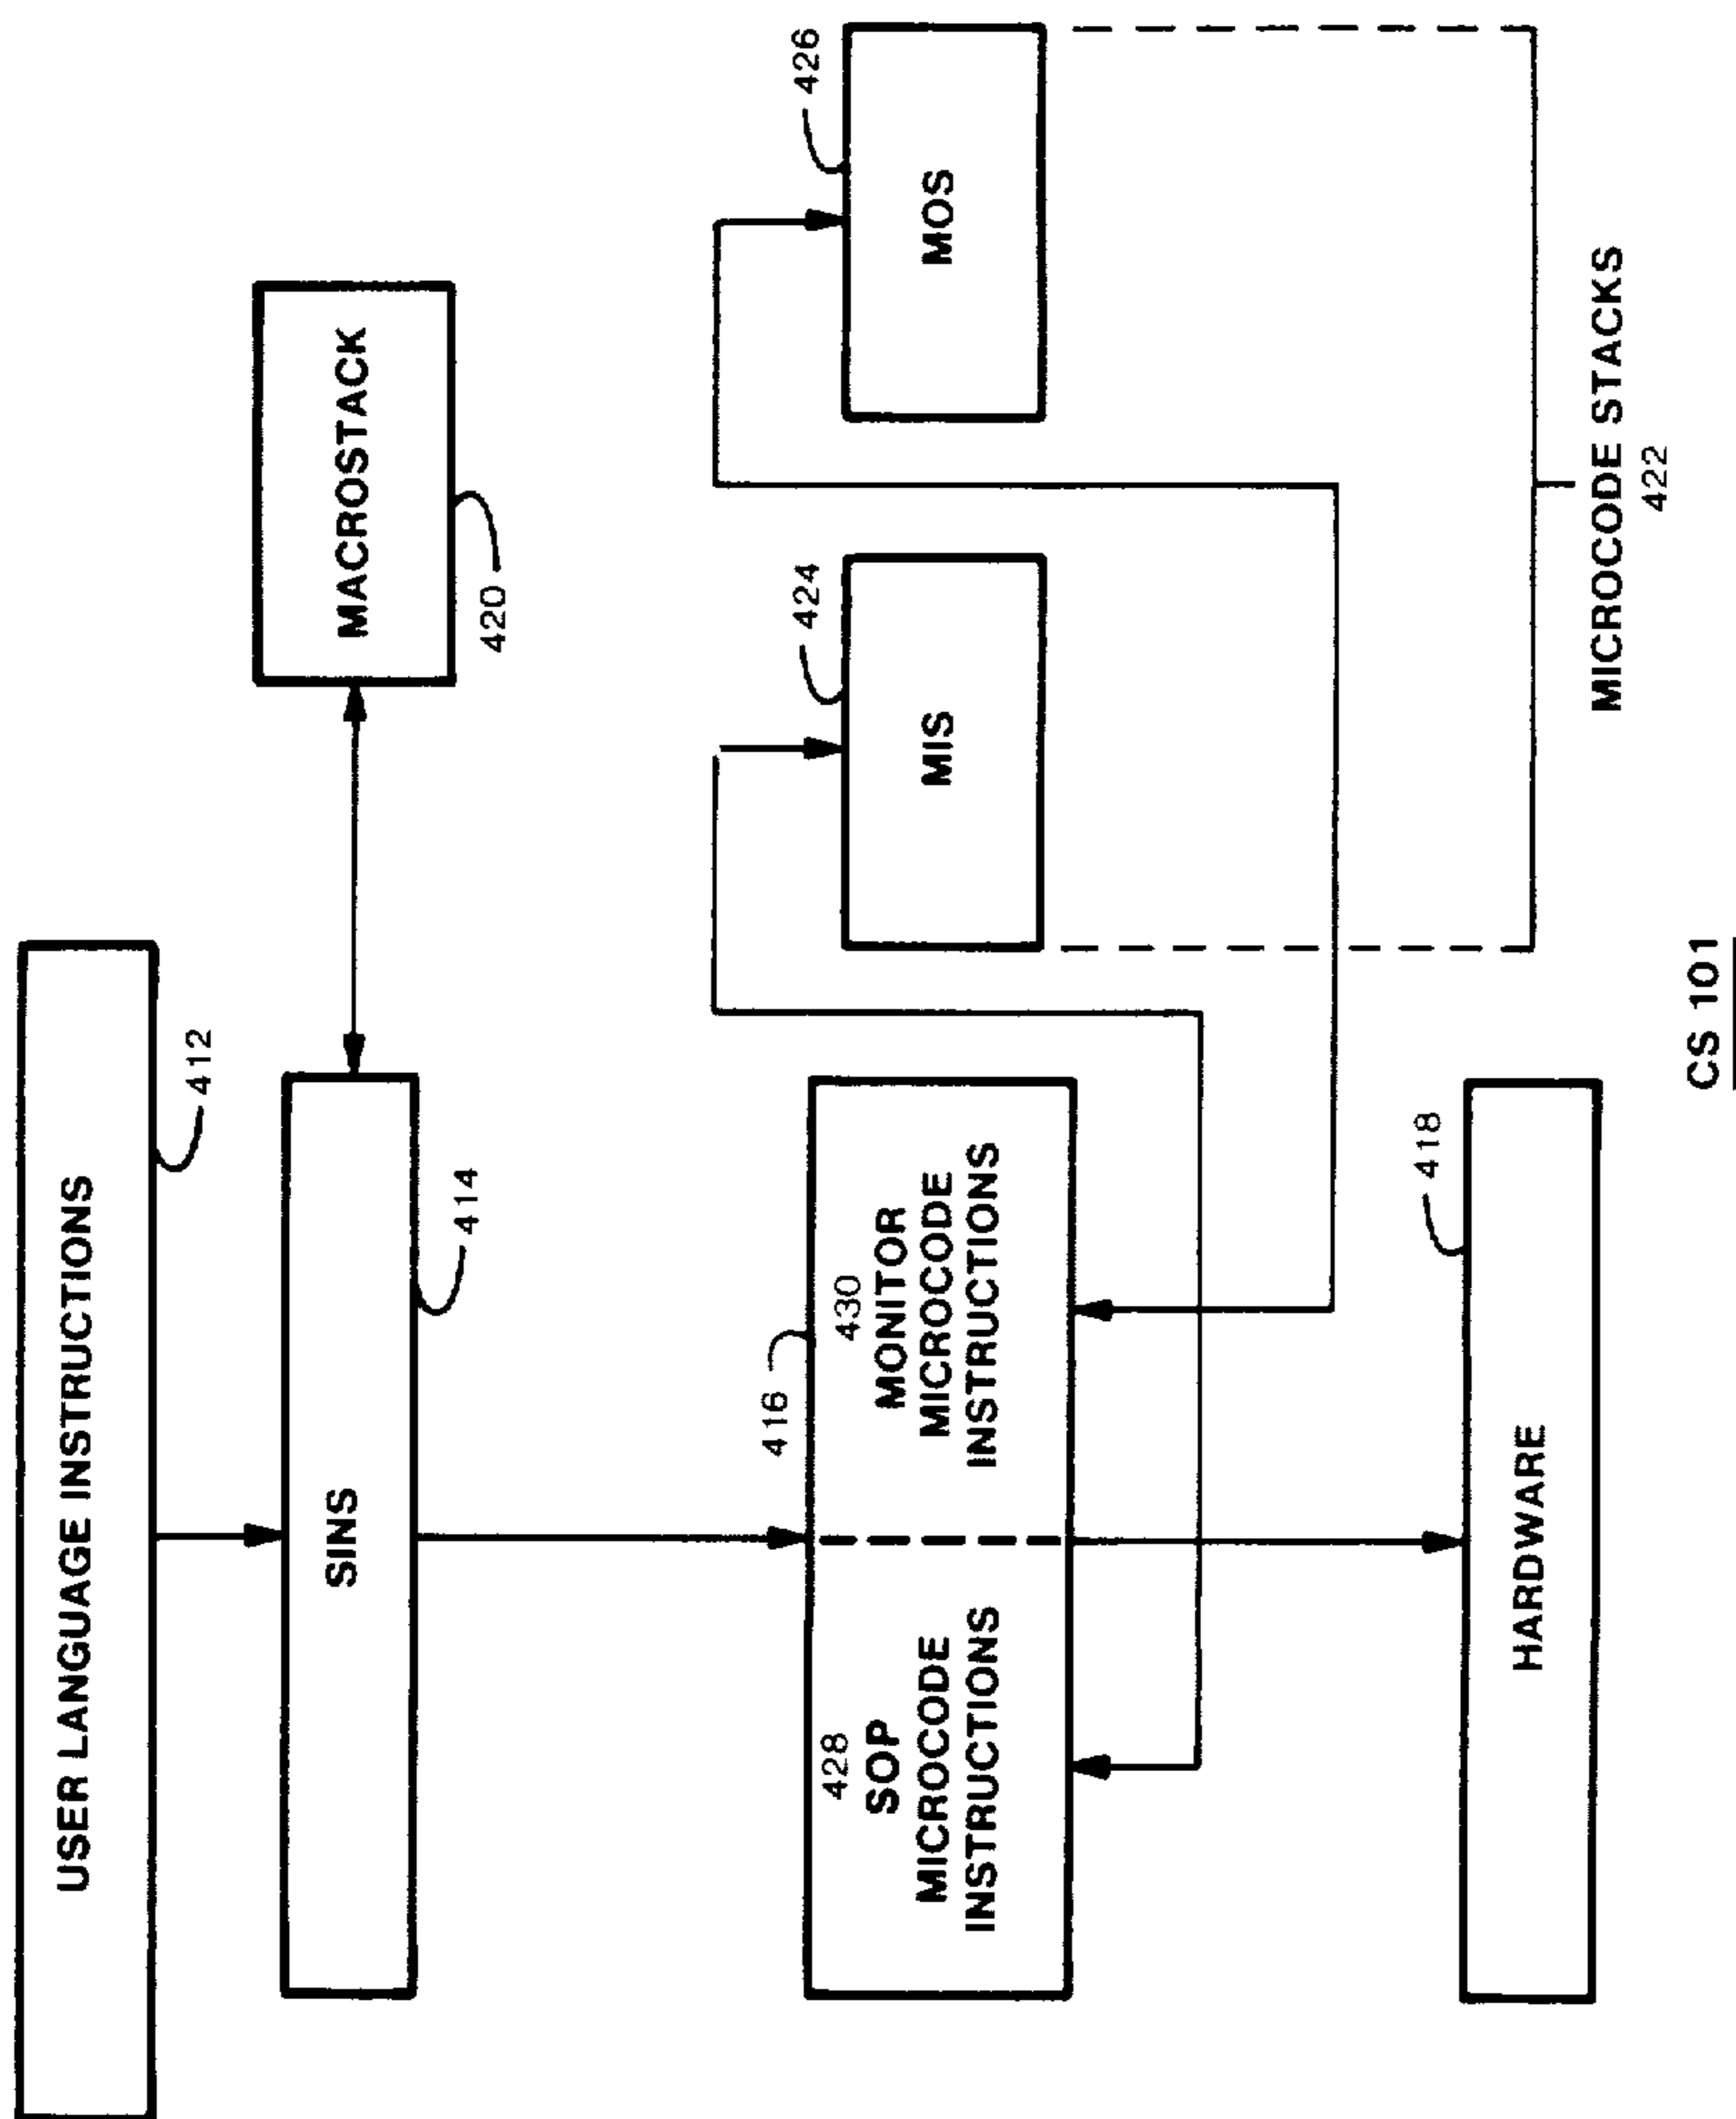 USER LANGUAGE INSTRUCTIONS
412
SINS
414
MACROSTACK
420
416
428
SOP
MICROCODE
INSTRUCTIONS
430
MONITOR
MICROCODE
INSTRUCTIONS
MIS
424
MOS
426
HARDWARE
418
MICROCODE STACKS
422
CS 101